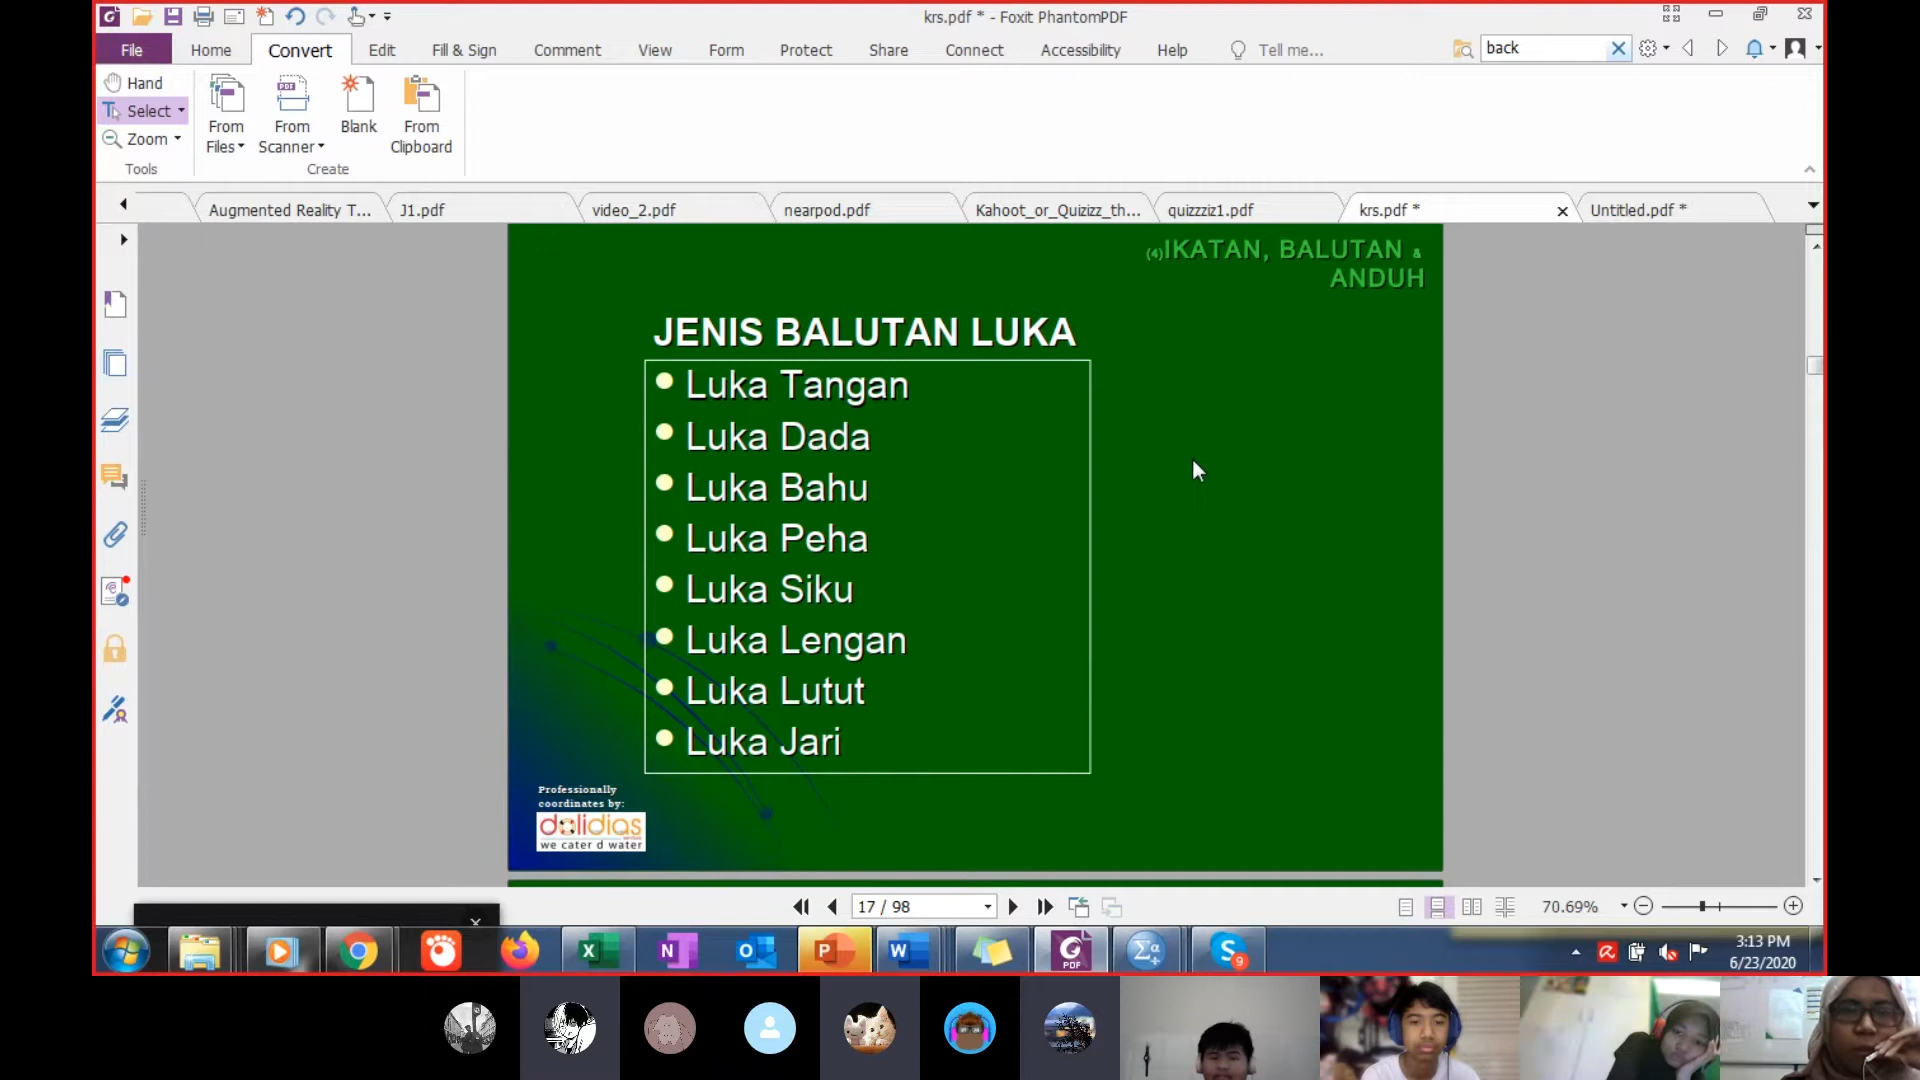 krs.pdf * - Foxit PhantomPDF
File Home Convert Edit Fill & Sign Comment View Form Protect Share Connect Accessibility Help Tell me... back
Hand
Select
Zoom
Tools
From Files
From Scanner
Blank
From Clipboard
Create
Augmented Reality T... J1.pdf video_2.pdf nearpod.pdf Kahoot_or_Quizizz_th... quizzziz1.pdf krs.pdf * Untitled.pdf *
(4)IKATAN, BALUTAN &
ANDUH
JENIS BALUTAN LUKA
Luka Tangan
Luka Dada
Luka Bahu
Luka Peha
Luka Siku
Luka Lengan
Luka Lutut
Luka Jari
Professionally
coordinates by:
dolidias
we cater d water
17 / 98
70.69%
3:13 PM
6/23/2020